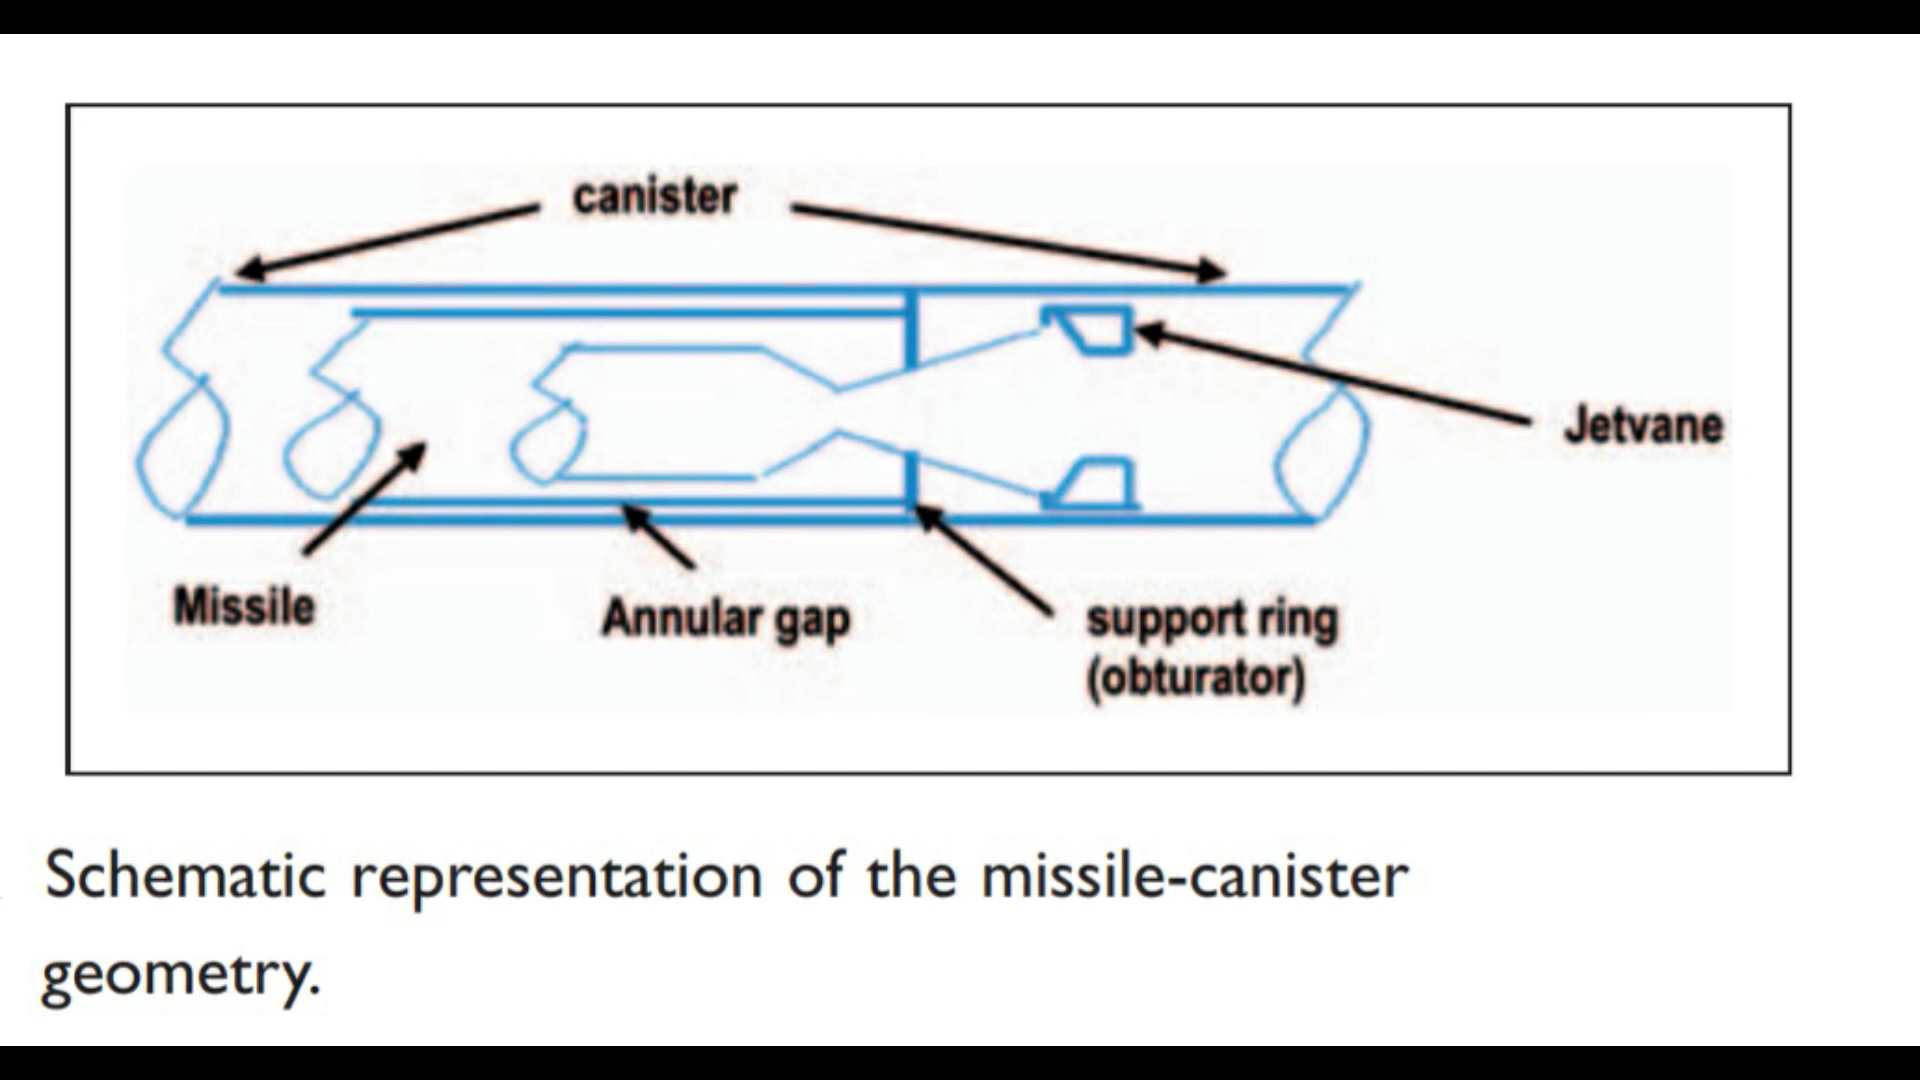 canister
Jetvane
Missile
Annular gap
support ring
(obturator)
Schematic representation of the missile-canister
geometry.